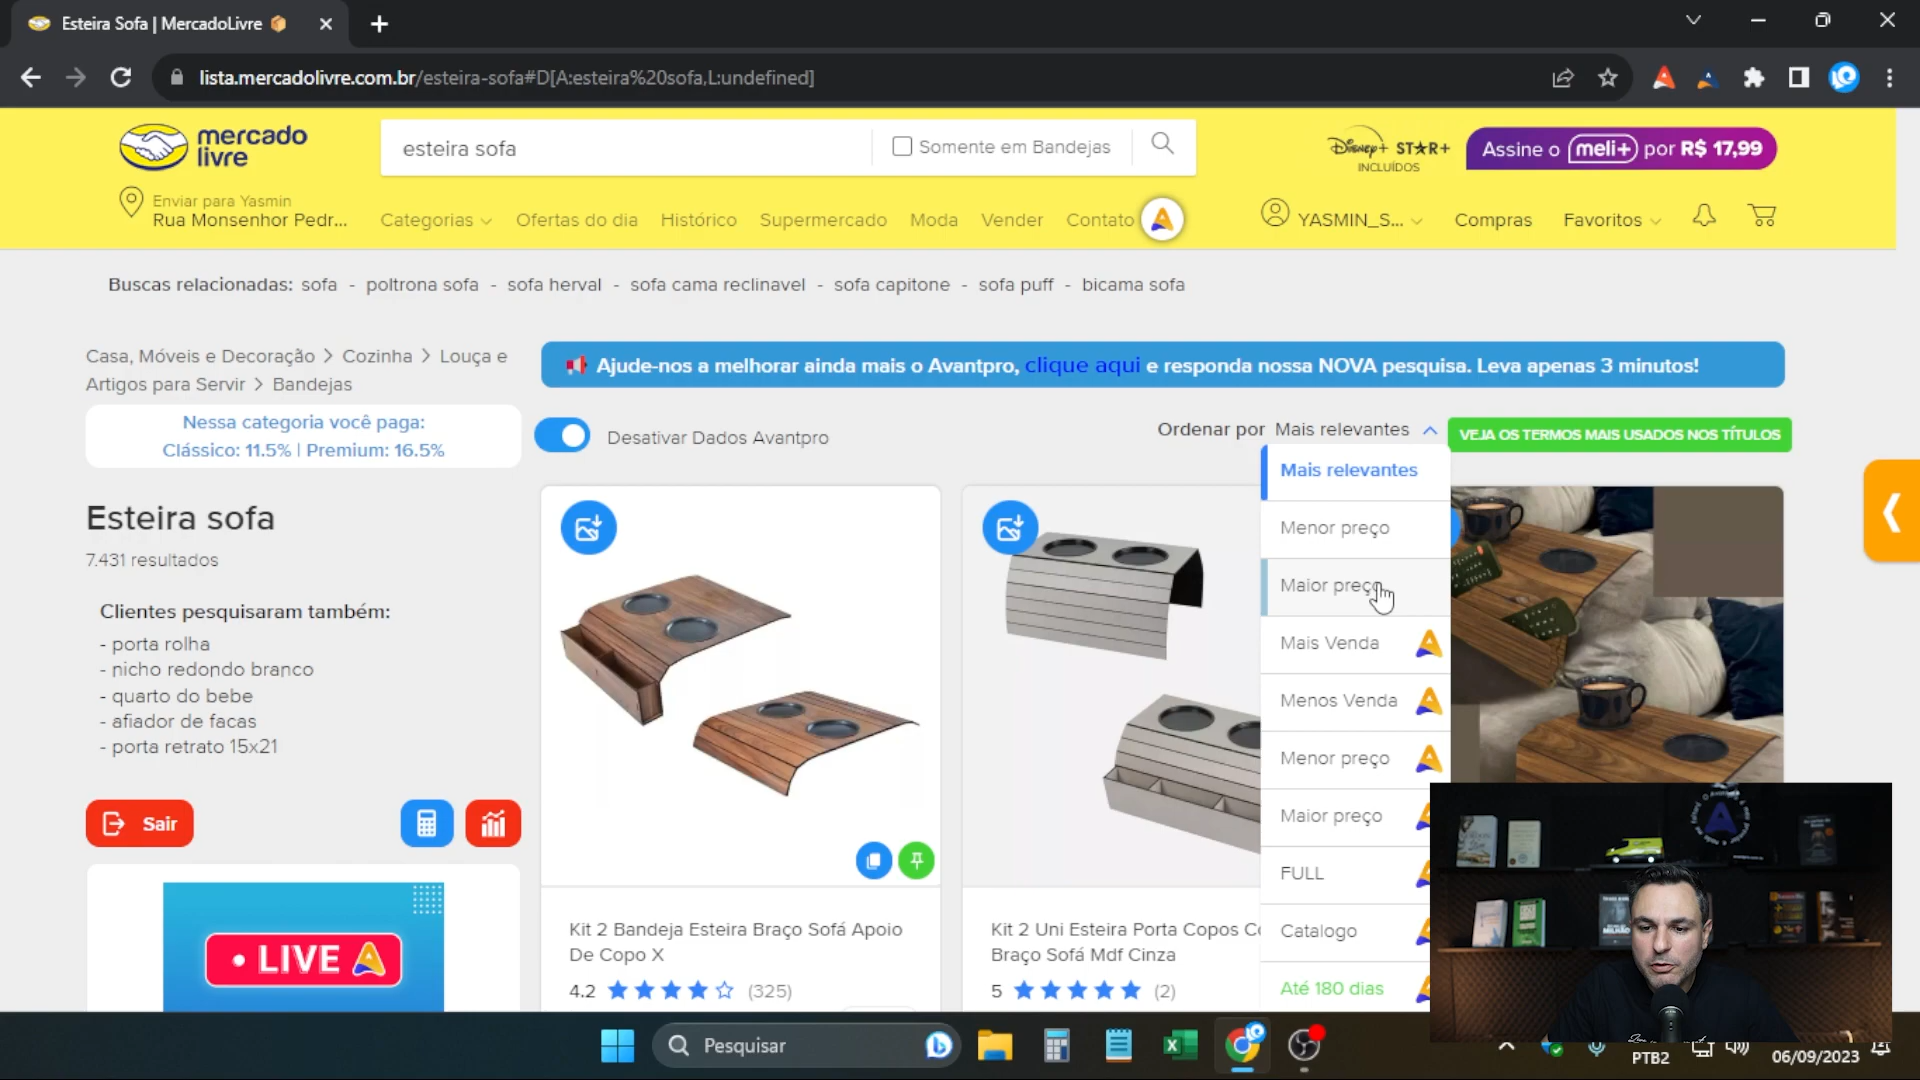 Esteira Sofa | MercadoLivre
lista.mercadolivre.com.br/esteira-sofa#D[A:esteira%20sofa,L:undefined]
mercado
livre
esteira sofa
Somente em Bandejas
Disney+ STAR+
INCLUÍDOS
Assine o meli+ por R$ 17,99
Enviar para Yasmin
Rua Monsenhor Pedr...
Categorias
Ofertas do dia
Histórico
Supermercado
Moda
Vender
Contato
YASMIN_S...
Compras
Favoritos
Buscas relacionadas: sofa - poltrona sofa - sofa herval - sofa cama reclinavel - sofa capitone - sofa puff - bicama sofa
Casa, Móveis e Decoração > Cozinha > Louça e
Artigos para Servir > Bandejas
Ajude-nos a melhorar ainda mais o Avantpro, clique aqui e responda nossa NOVA pesquisa. Leva apenas 3 minutos!
Nessa categoria você paga:
Clássico: 11.5% | Premium: 16.5%
Desativar Dados Avantpro
Ordenar por Mais relevantes
VEJA OS TERMOS MAIS USADOS NOS TÍTULOS
Mais relevantes
Menor preço
Maior preço
Mais Venda
Menos Venda
Menor preço
Maior preço
FULL
Catalogo
Até 180 dias
Esteira sofa
7.431 resultados
Clientes pesquisaram também:
- porta rolha
- nicho redondo branco
- quarto do bebe
- afiador de facas
- porta retrato 15x21
Sair
• LIVE
Kit 2 Bandeja Esteira Braço Sofá Apoio
De Copo X
4.2
(325)
Kit 2 Uni Esteira Porta Copos Co
Braço Sofá Mdf Cinza
5
(2)
Pesquisar
PTB2
06/09/2023